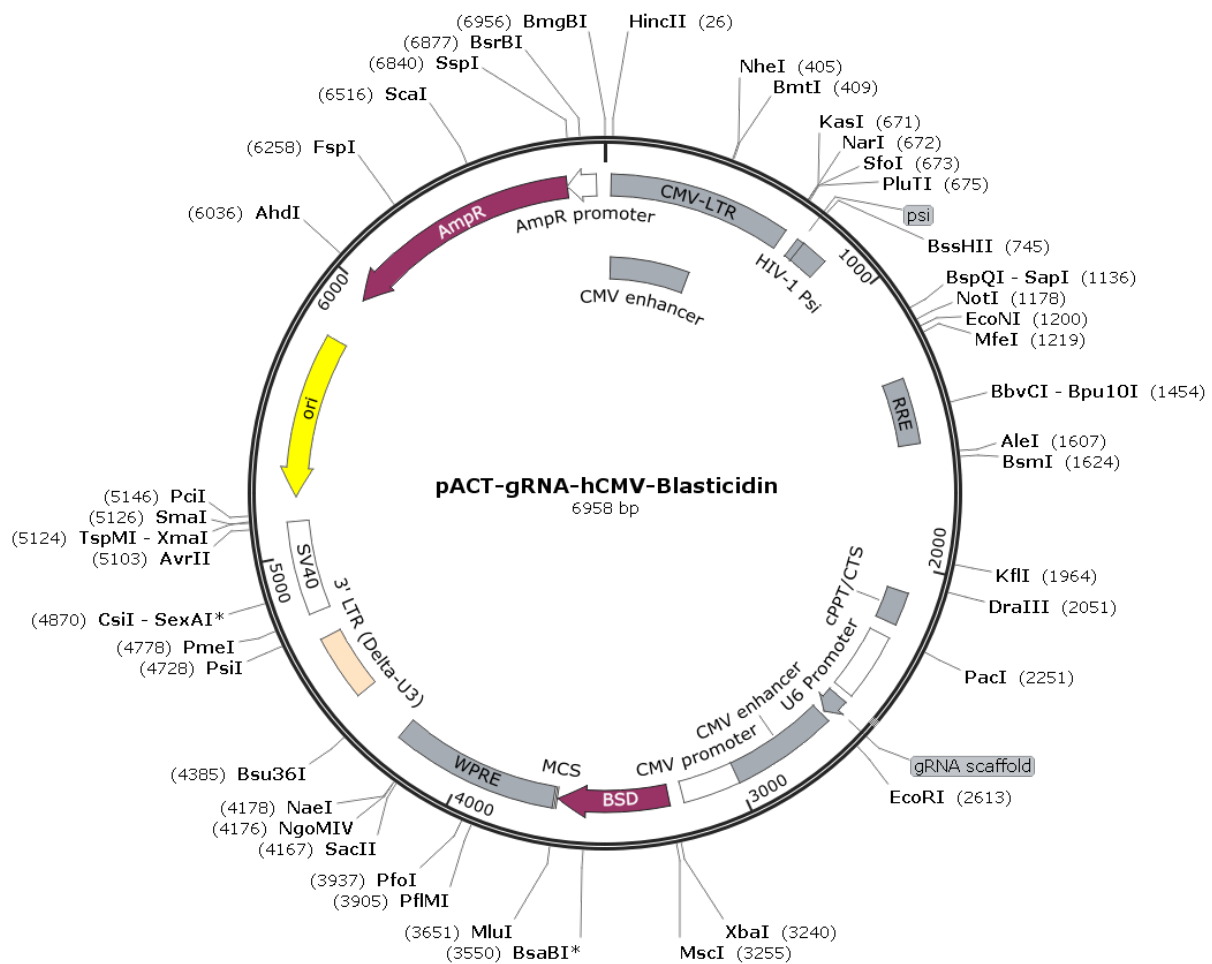 (6956) BmgBI
HincII (26)
(6877) BsrBI
(6840) SspI
(6516) ScaI
(6258) FspI
(6036) AhdI
NheI (405)
BmtI (409)
KasI (671)
NarI (672)
SfoI (673)
PluTI (675)
psi
BssHII (745)
BspQI - SapI (1136)
NotI (1178)
EcoNI (1200)
MfeI (1219)
BbvCI - Bpu10I (1454)
AleI (1607)
BsmI (1624)
KflI (1964)
DraIII (2051)
PacI (2251)
gRNA scaffold
EcoRI (2613)
XbaI (3240)
MscI (3255)
(3550) BsaBI*
(3651) MluI
(3905) PflMI
(3937) PfoI
(4167) SacII
(4176) NgoMIV
(4178) NaeI
(4385) Bsu36I
(4728) PsiI
(4778) PmeI
(4870) CsiI - SexAI*
(5103) AvrII
(5124) TspMI - XmaI
(5126) SmaI
(5146) PciI
1000
2000
3000
4000
5000
6000
AmpR
AmpR promoter
CMV-LTR
CMV enhancer
HIV-1 Psi
RRE
cPPT/CTS
U6 Promoter
CMV enhancer
CMV promoter
BSD
MCS
WPRE
3' LTR (Delta-U3)
SV40
ori
pACT-gRNA-hCMV-Blasticidin
6958 bp